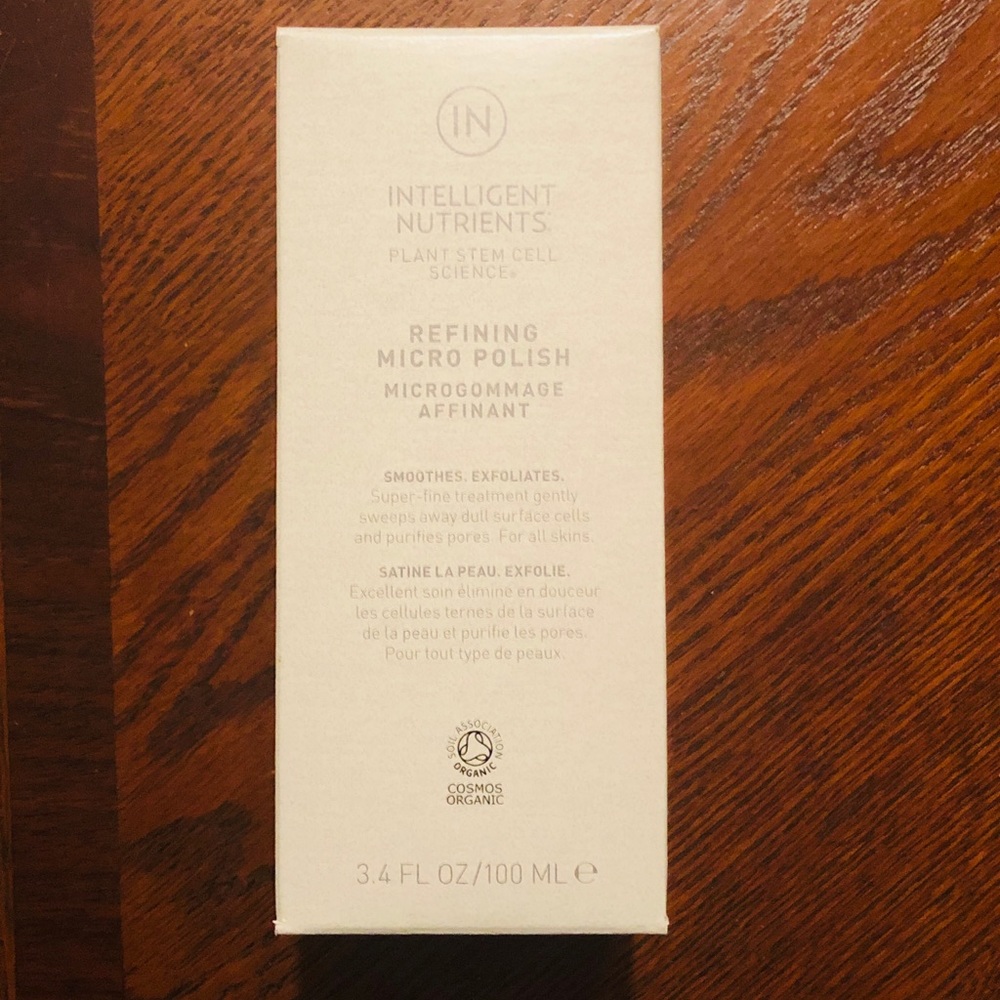 IN
INTELLIGENT
NUTRIENTS®
PLANT STEM CELL
SCIENCE®
REFINING
MICRO POLISH
MICROGOMMAGE
AFFINANT
SMOOTHES. EXFOLIATES.
Super-fine treatment gently
sweeps away dull surface cells
and purifies pores. For all skins.
SATINE LA PEAU. EXFOLIE.
Excellent soin élimine en douceur
les cellules ternes de la surface
de la peau et purifie les pores.
Pour tout type de peaux.
SOIL ASSOCIATION
ORGANIC
COSMOS
ORGANIC
3.4 FL OZ/100 ML ℮